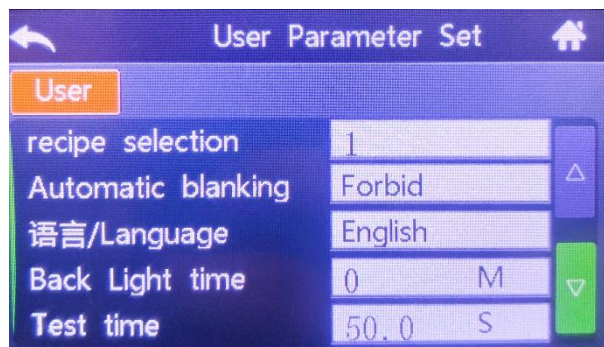 User Parameter Set
User
recipe selection 1
Automatic blanking Forbid
语言/Language English
Back Light time 0 M
Test time 50.0 S